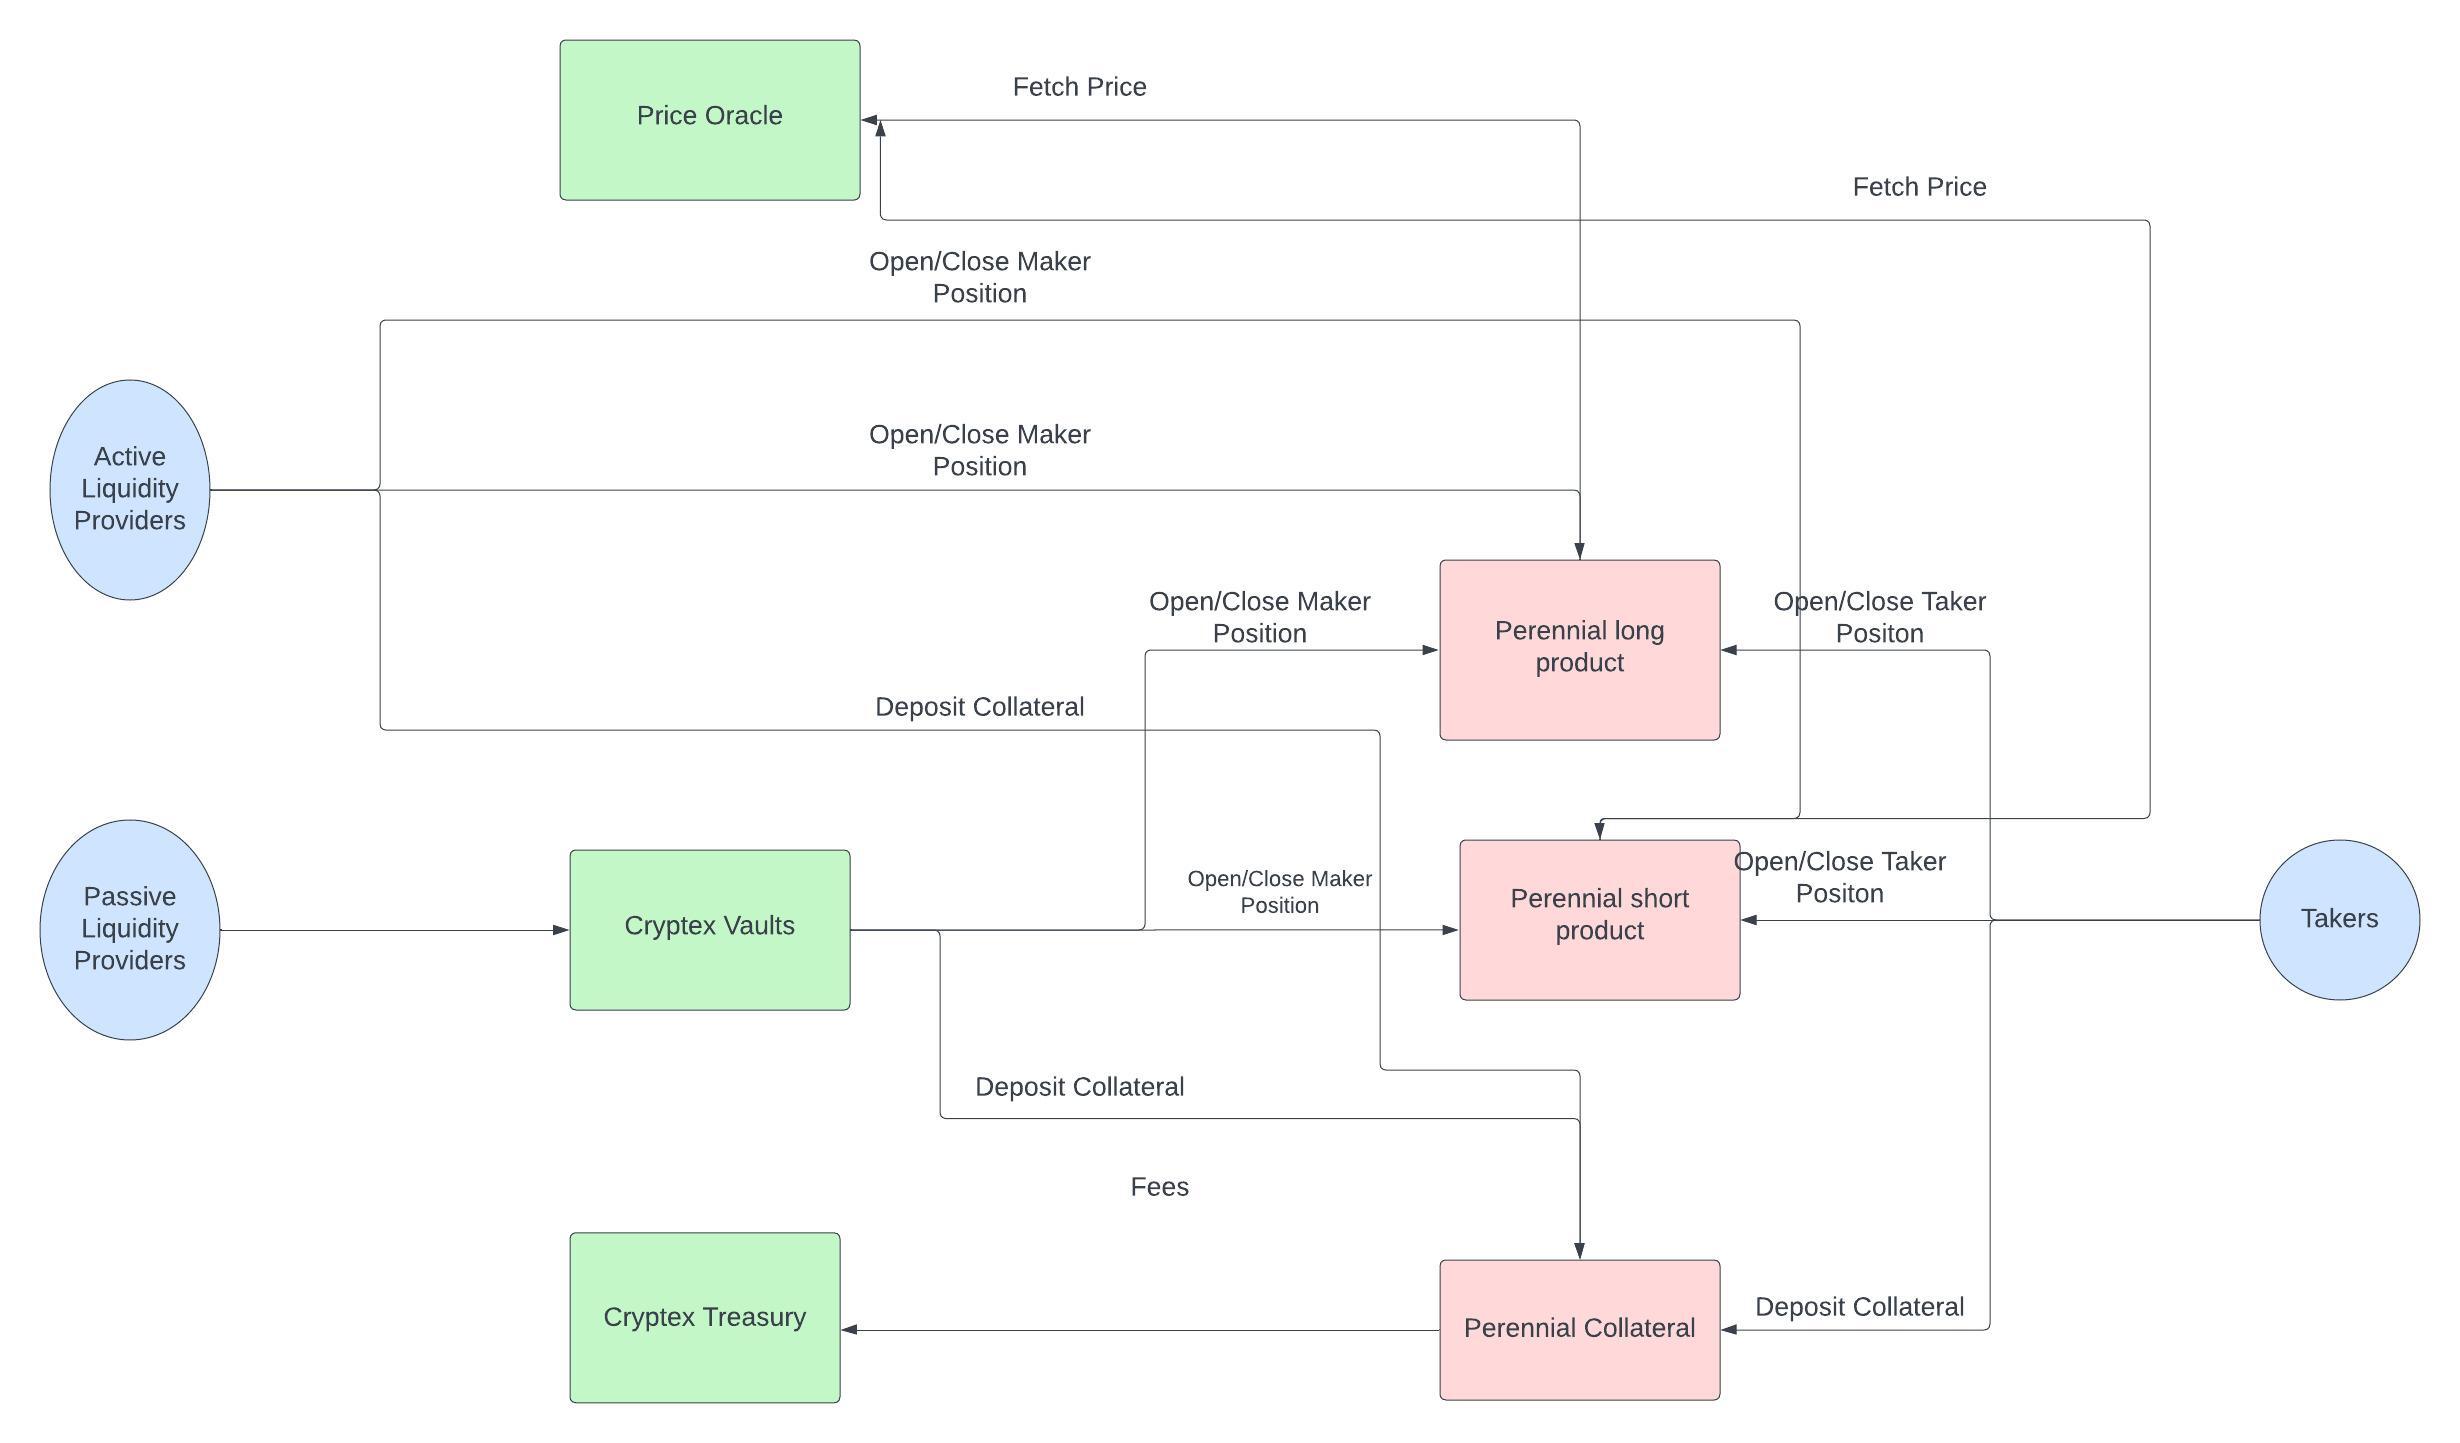 Fetch Price
Price Oracle
Fetch Price
Open/Close Maker
Position
Open/Close Maker
Position
Active
Liquidity
Providers
Open/Close Maker
Position
Open/Close Taker
Positon
Perennial long
product
Deposit Collateral
Open/Close Maker
Position
Open/Close Taker
Positon
Passive
Liquidity
Providers
Cryptex Vaults
Perennial short
product
Takers
Deposit Collateral
Fees
Cryptex Treasury
Perennial Collateral
Deposit Collateral